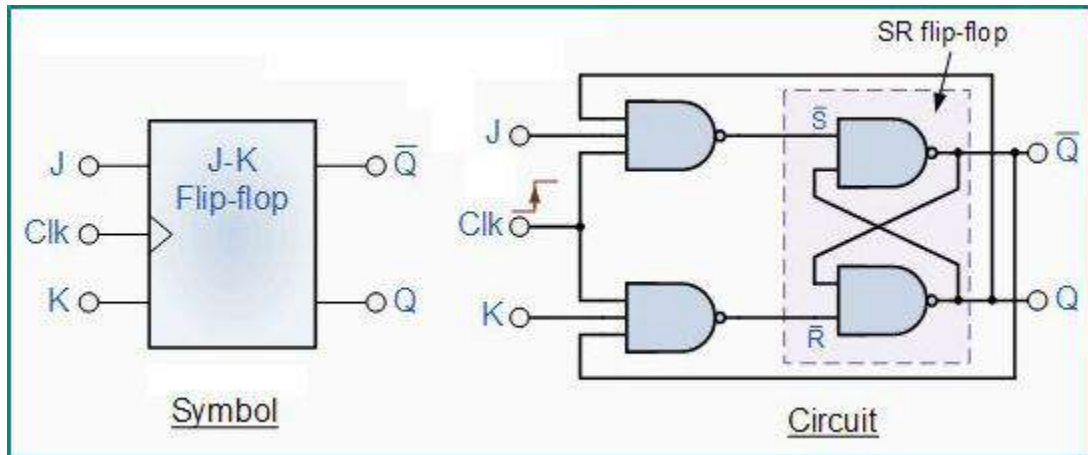 SR flip-flop
J
J-K
Flip-flop
Q̅
Clk
K
Q
Symbol
J
S̅
Q̅
Clk
K
R̅
Q
Circuit